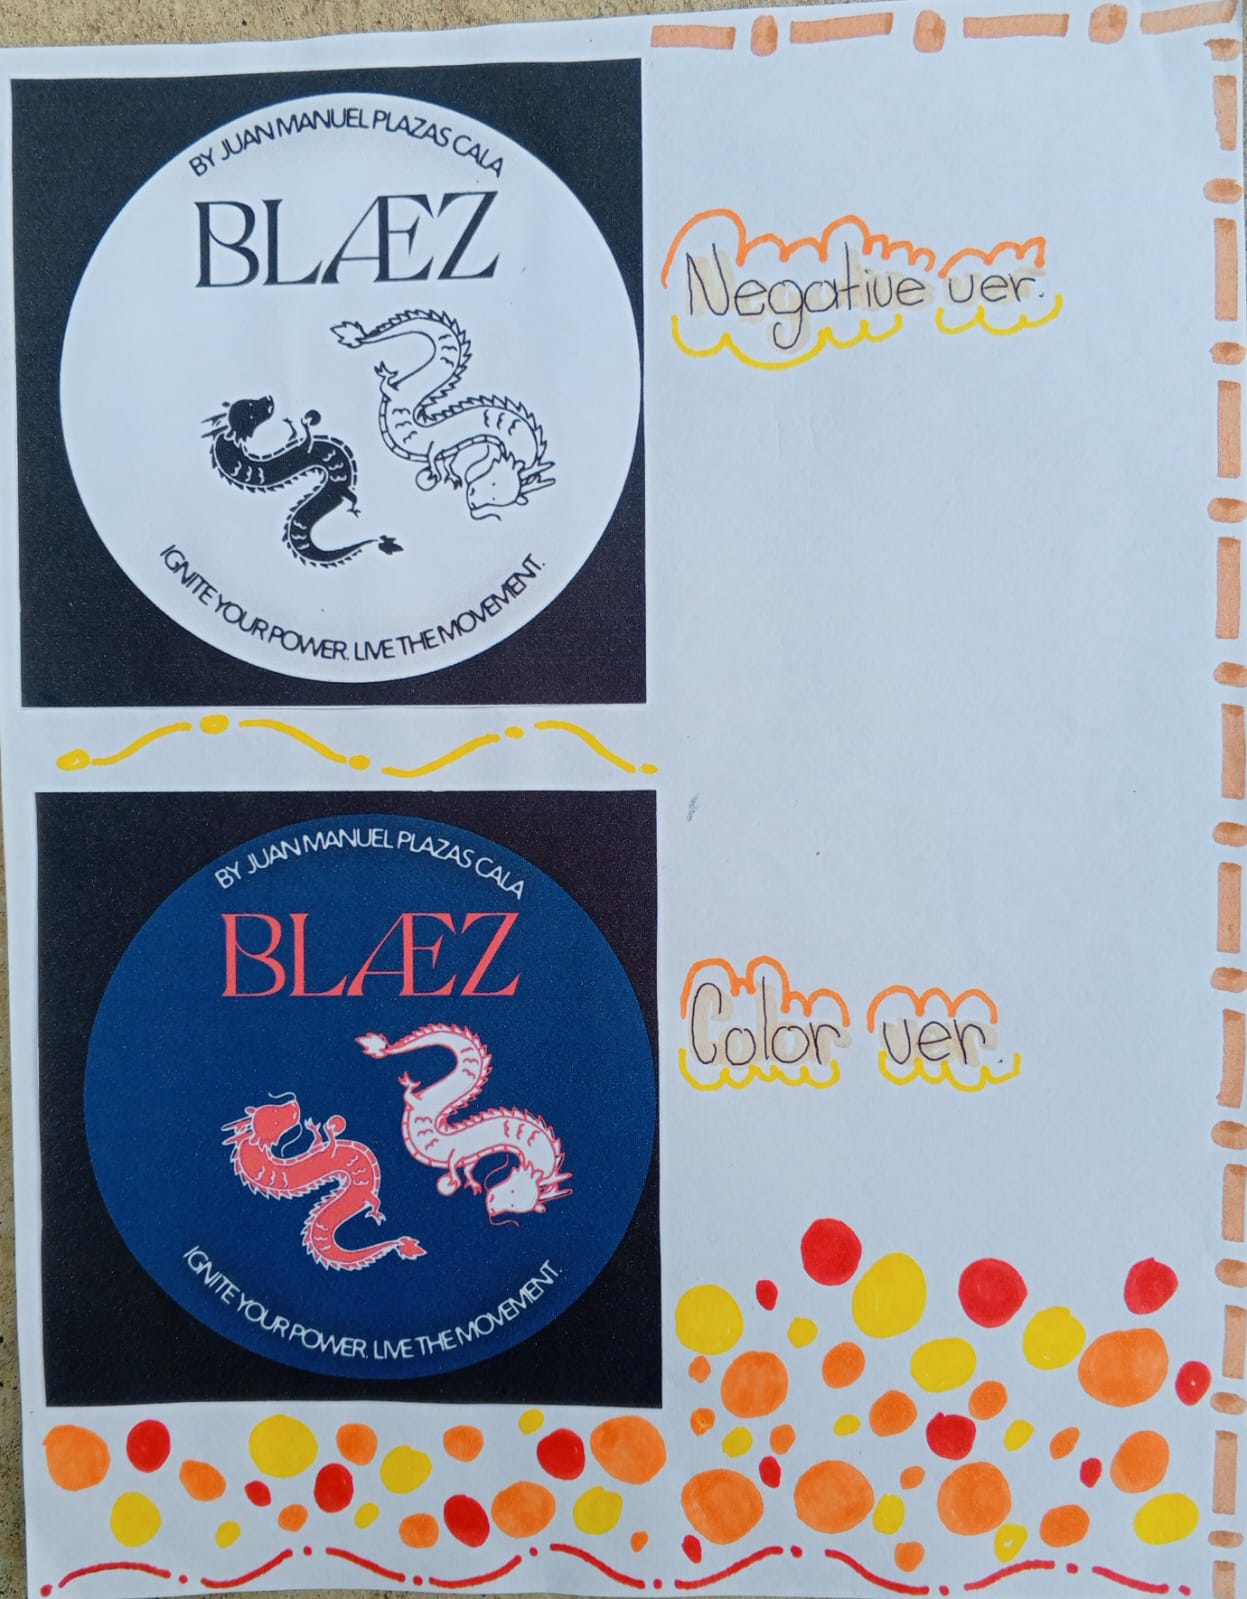 BY JUAN MANUEL PLAZAS CALA
BLÆZ
IGNITE YOUR POWER. LIVE THE MOVEMENT.
Negative ver.
BY JUAN MANUEL PLAZAS CALA
BLÆZ
IGNITE YOUR POWER. LIVE THE MOVEMENT.
Color ver.